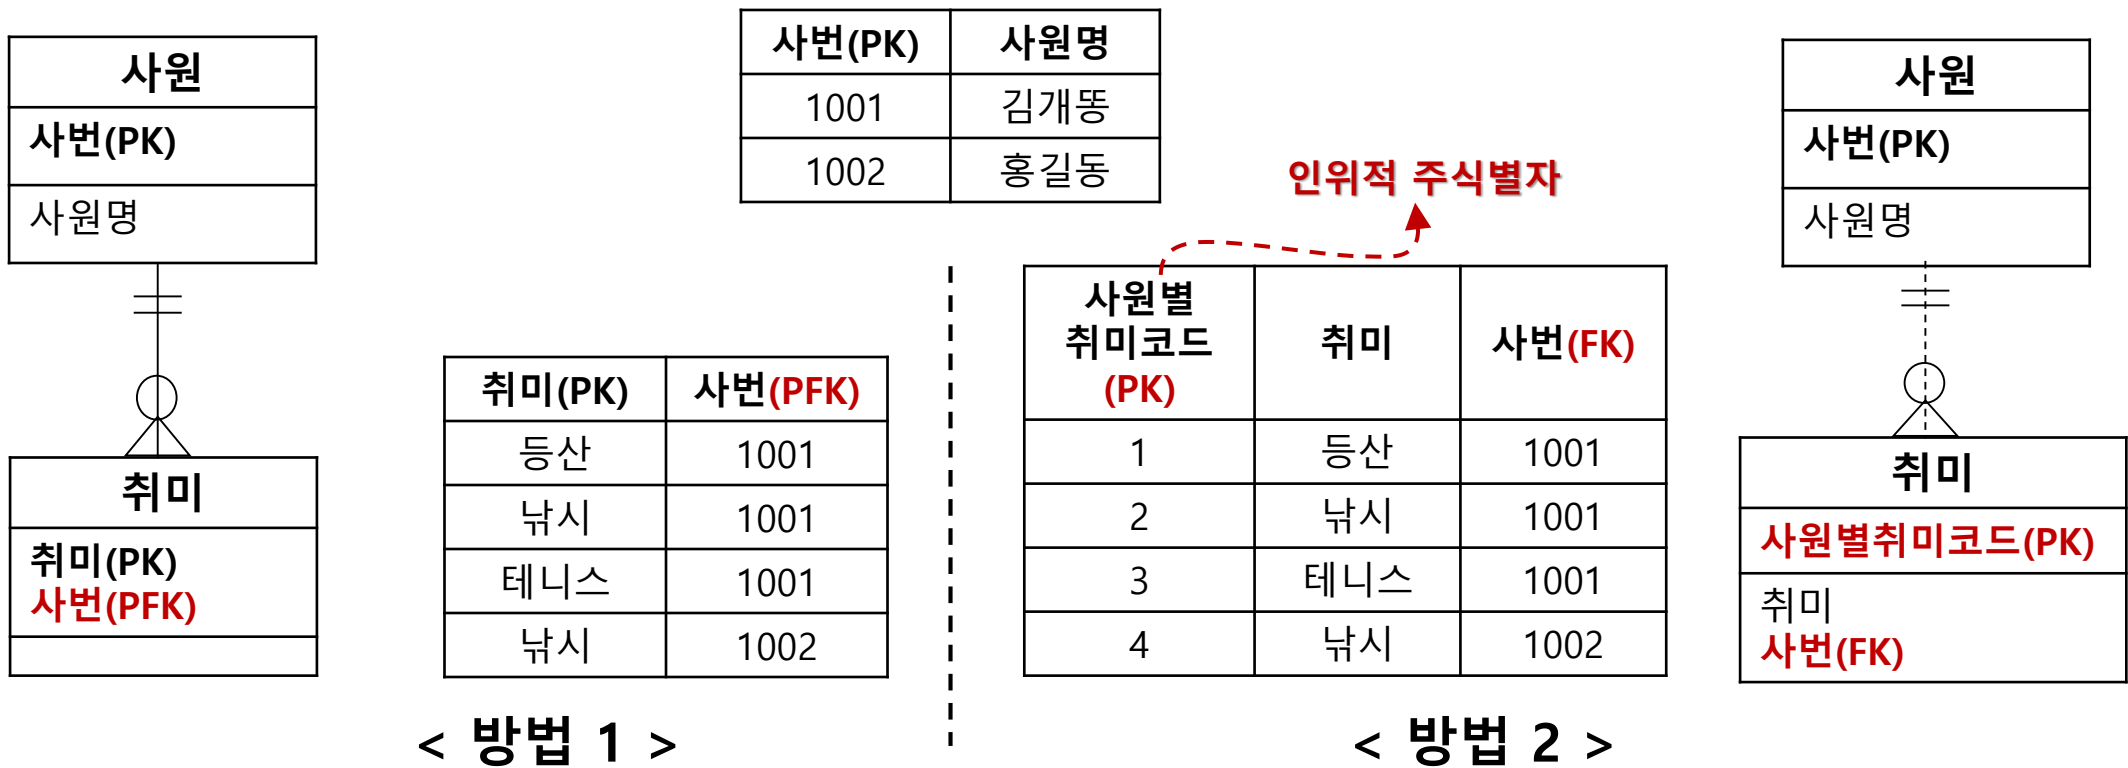 사원
사번(PK)
사원명
취미
취미(PK)
사번(PFK)
사번(PK) 사원명
1001 김개똥
1002 홍길동
취미(PK) 사번(PFK)
등산 1001
낚시 1001
테니스 1001
낚시 1002
< 방법 1 >
인위적 주식별자
사원별
취미코드
(PK)
취미
사번(FK)
1 등산 1001
2 낚시 1001
3 테니스 1001
4 낚시 1002
< 방법 2 >
사원
사번(PK)
사원명
취미
사원별취미코드(PK)
취미
사번(FK)